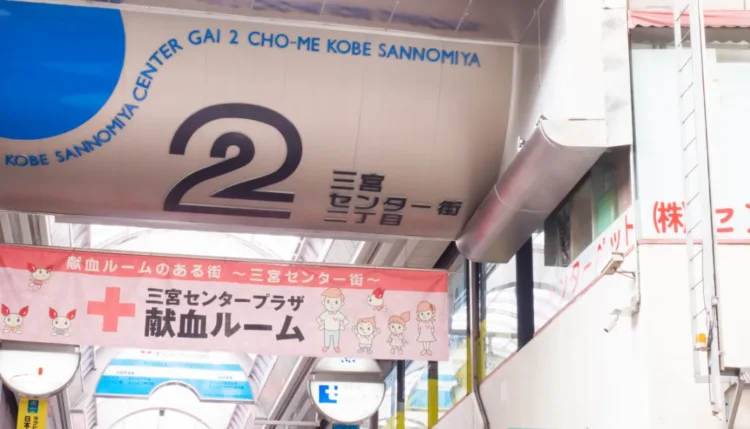 KOBE SANNOMIYA CENTER GAI 2 CHO-ME KOBE SANNOMIYA
2
三宮
センター街
二丁目
献血ルームのある街 ～三宮センター街～
三宮センタープラザ
献血ルーム
(株)セン